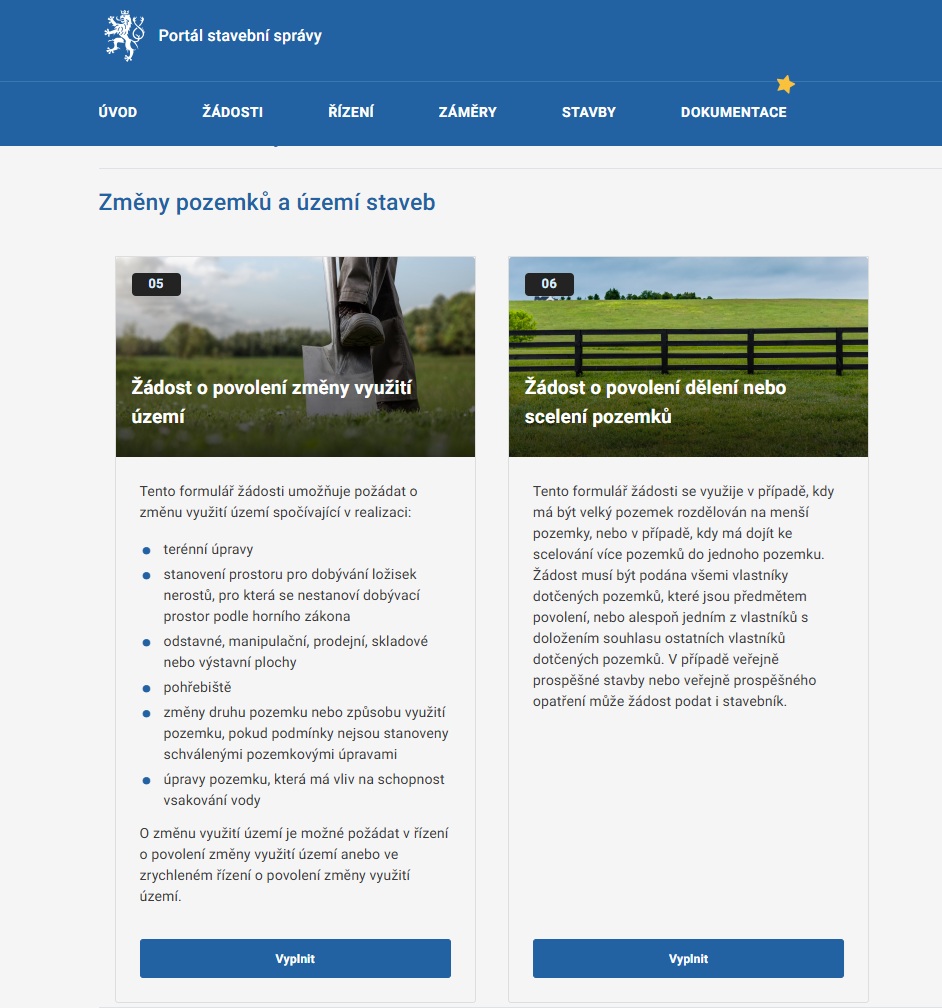 Portál stavební správy
ÚVOD ŽÁDOSTI ŘÍZENÍ ZÁMĚRY STAVBY DOKUMENTACE
Změny pozemků a území staveb
05
Žádost o povolení změny využití
území
Tento formulář žádosti umožňuje požádat o
změnu využití území spočívající v realizaci:
terénní úpravy
stanovení prostoru pro dobývání ložisek
nerostů, pro která se nestanoví dobývací
prostor podle horního zákona
odstavné, manipulační, prodejní, skladové
nebo výstavní plochy
pohřebiště
změny druhu pozemku nebo způsobu využití
pozemku, pokud podmínky nejsou stanoveny
schválenými pozemkovými úpravami
úpravy pozemku, která má vliv na schopnost
vsakování vody
O změnu využití území je možné požádat v řízení
o povolení změny využití území anebo ve
zrychleném řízení o povolení změny využití
území.
Vyplnit
06
Žádost o povolení dělení nebo
scelení pozemků
Tento formulář žádosti se využije v případě, kdy
má být velký pozemek rozdělován na menší
pozemky, nebo v případě, kdy má dojít ke
scelování více pozemků do jednoho pozemku.
Žádost musí být podána všemi vlastníky
dotčených pozemků, které jsou předmětem
povolení, nebo alespoň jedním z vlastníků s
doložením souhlasu ostatních vlastníků
dotčených pozemků. V případě veřejně
prospěšné stavby nebo veřejně prospěšného
opatření může žádost podat i stavebník.
Vyplnit